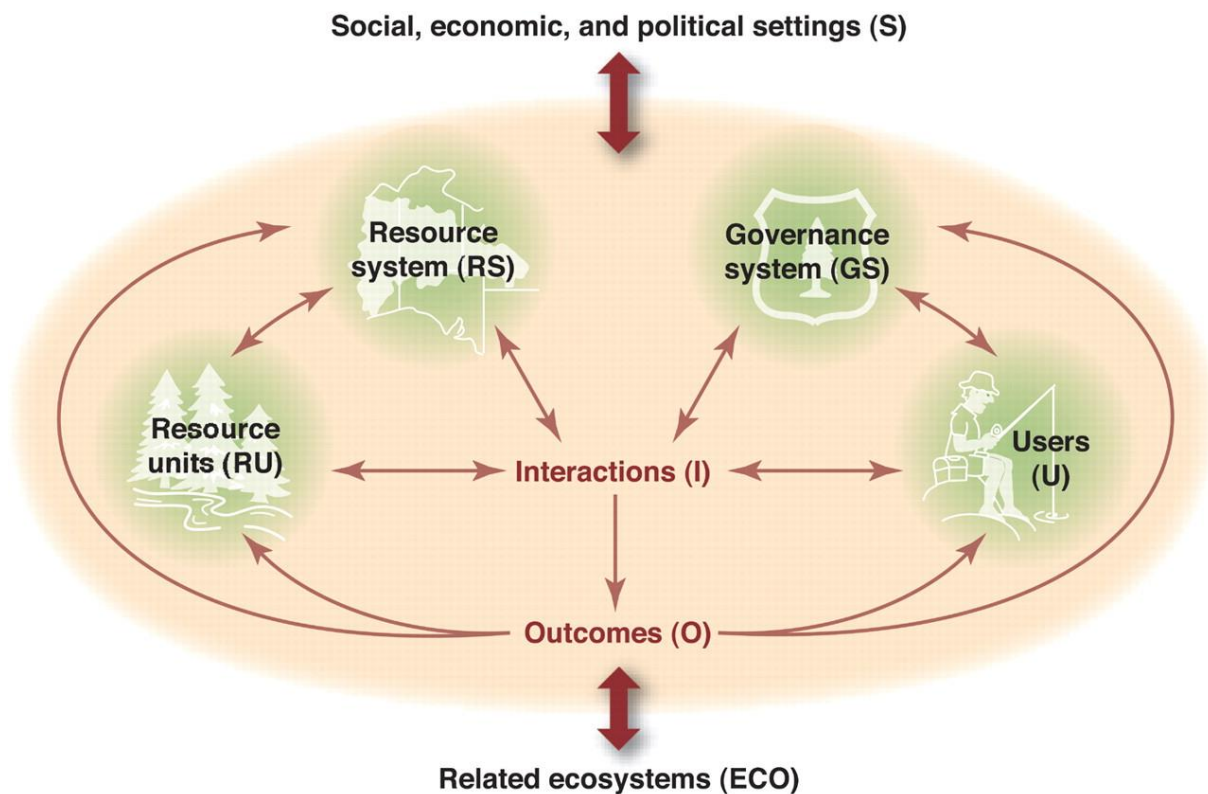 Social, economic, and political settings (S)
Resource
system (RS)
Governance
system (GS)
Resource
units (RU)
Interactions (I)
Users
(U)
Outcomes (O)
Related ecosystems (ECO)